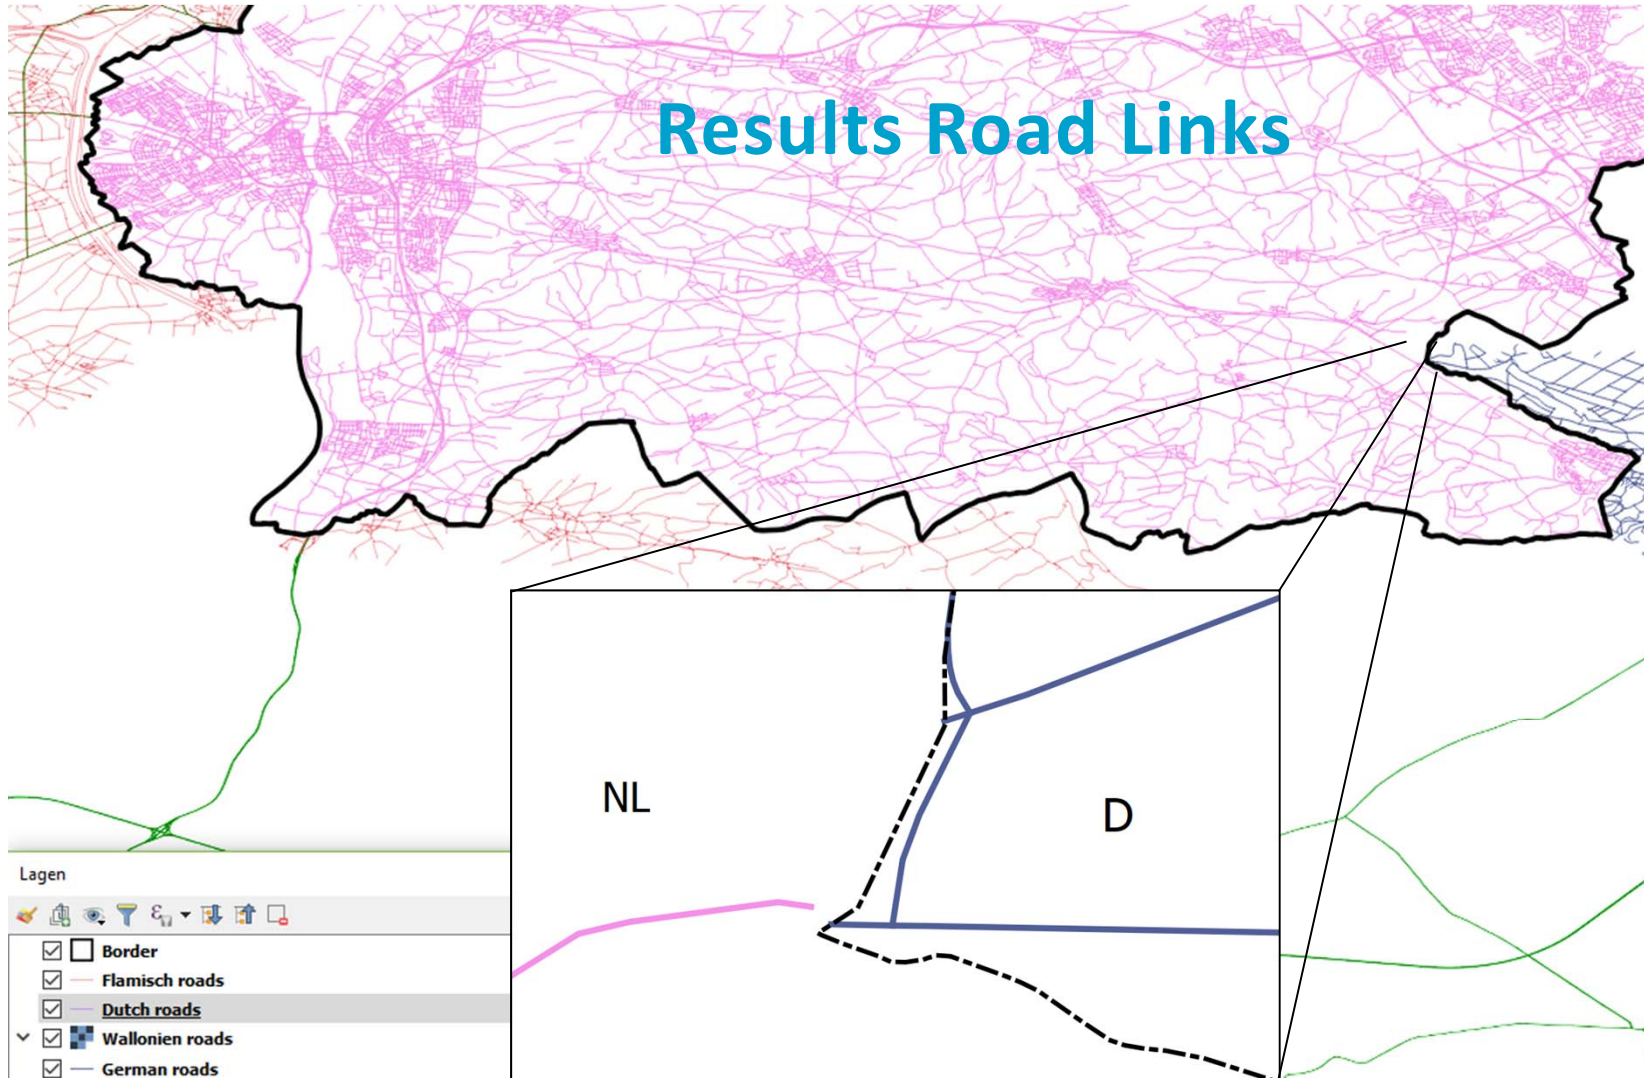 Results Road Links
NL
D
Lagen
Border
Flamisch roads
Dutch roads
Wallonien roads
German roads